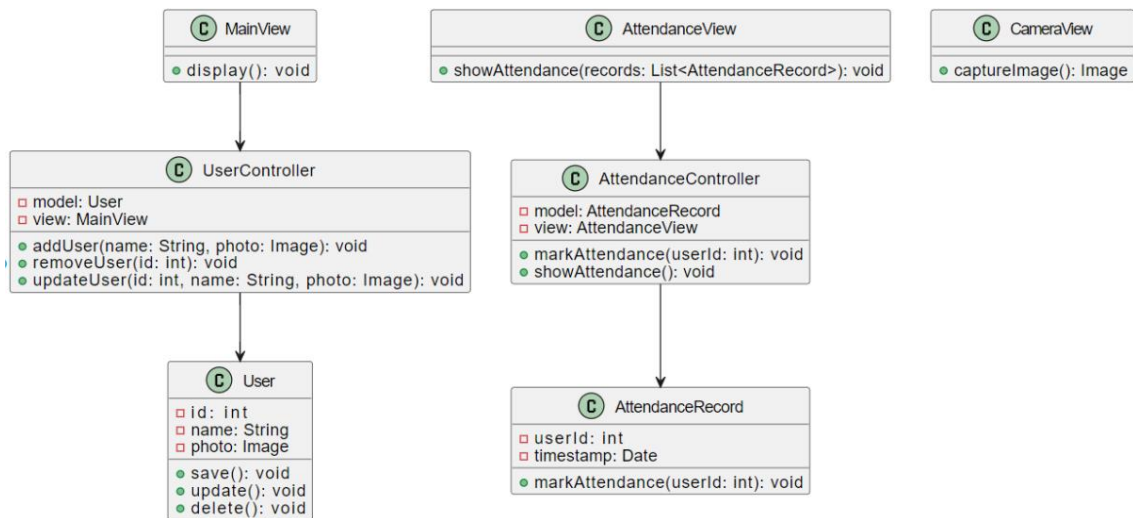 C MainView
display(): void
C AttendanceView
showAttendance(records: List<AttendanceRecord>): void
C CameraView
captureImage(): Image
C UserController
model: User
view: MainView
addUser(name: String, photo: Image): void
removeUser(id: int): void
updateUser(id: int, name: String, photo: Image): void
C AttendanceController
model: AttendanceRecord
view: AttendanceView
markAttendance(userId: int): void
showAttendance(): void
C User
id: int
name: String
photo: Image
save(): void
update(): void
delete(): void
C AttendanceRecord
userId: int
timestamp: Date
markAttendance(userId: int): void